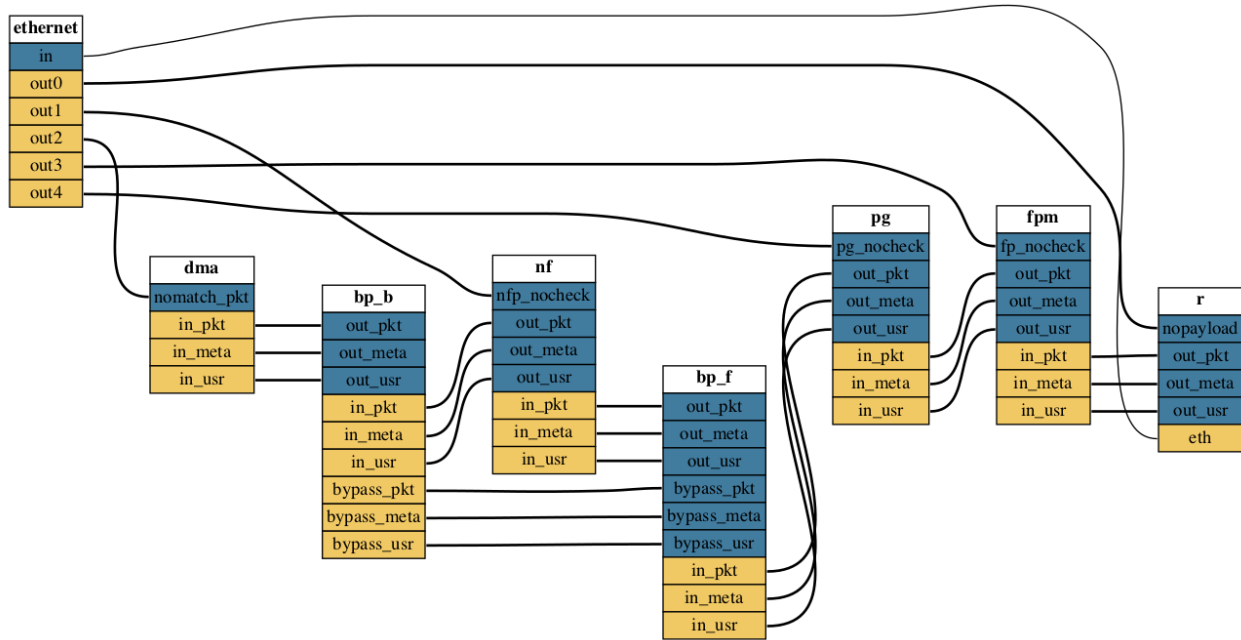 ethernet
in
out0
out1
out2
out3
out4
dma
nomatch_pkt
in_pkt
in_meta
in_usr
bp_b
out_pkt
out_meta
out_usr
in_pkt
in_meta
in_usr
bypass_pkt
bypass_meta
bypass_usr
nf
nfp_nocheck
out_pkt
out_meta
out_usr
in_pkt
in_meta
in_usr
bp_f
out_pkt
out_meta
out_usr
bypass_pkt
bypass_meta
bypass_usr
in_pkt
in_meta
in_usr
pg
pg_nocheck
out_pkt
out_meta
out_usr
in_pkt
in_meta
in_usr
fpm
fp_nocheck
out_pkt
out_meta
out_usr
in_pkt
in_meta
in_usr
r
nopayload
out_pkt
out_meta
out_usr
eth